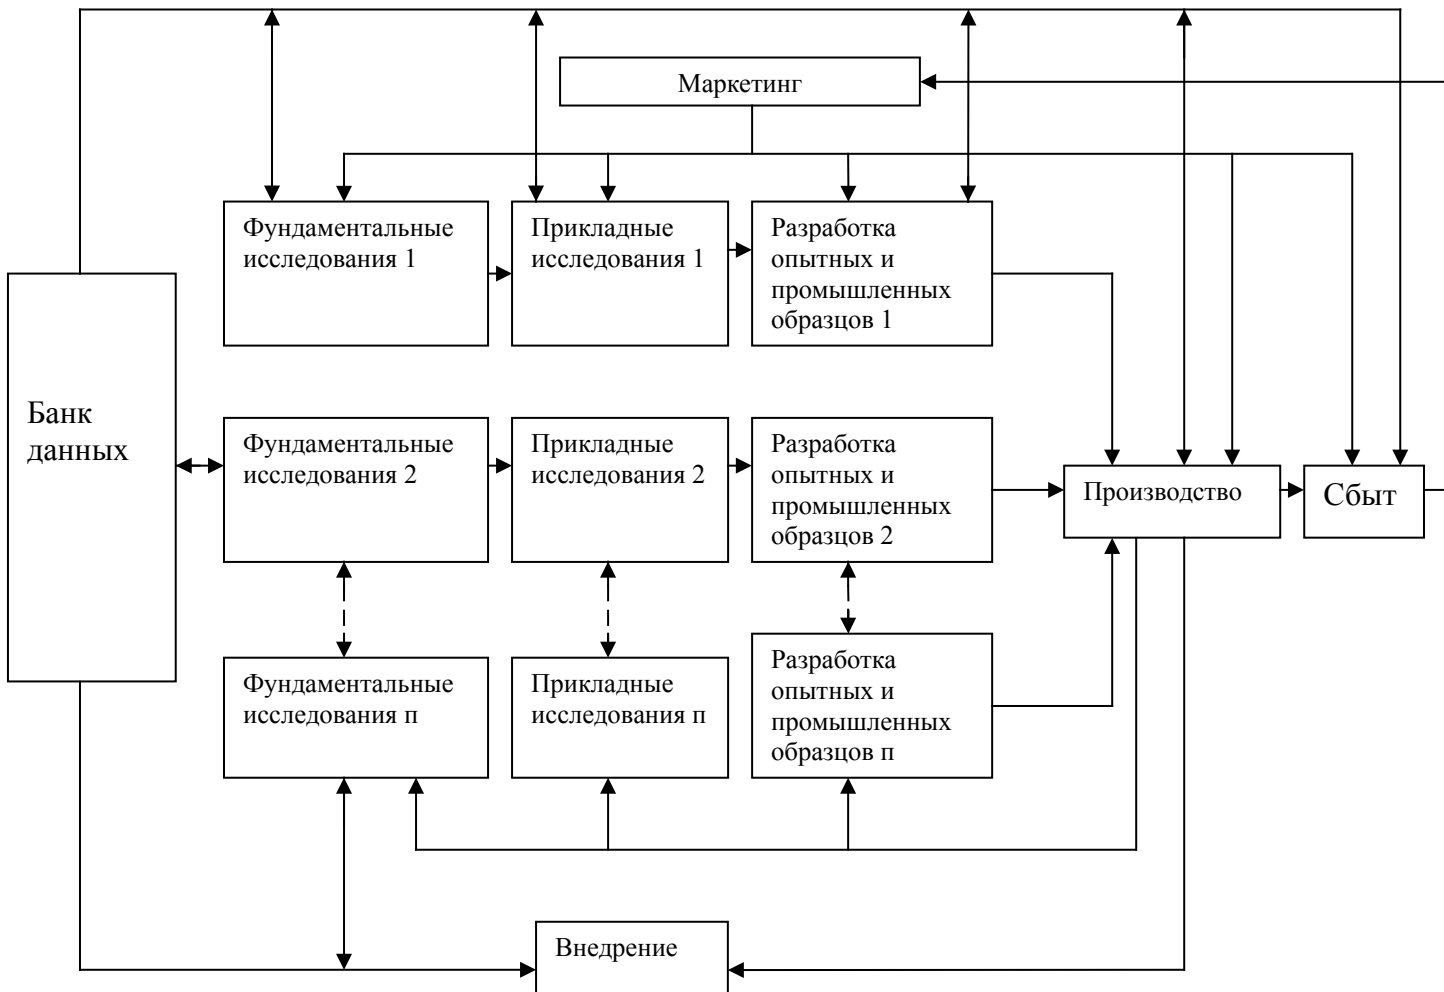 Маркетинг
Фундаментальные
исследования 1
Прикладные
исследования 1
Разработка
опытных и
промышленных
образцов 1
Банк
данных
Фундаментальные
исследования 2
Прикладные
исследования 2
Разработка
опытных и
промышленных
образцов 2
Производство
Сбыт
Фундаментальные
исследования п
Прикладные
исследования п
Разработка
опытных и
промышленных
образцов п
Внедрение